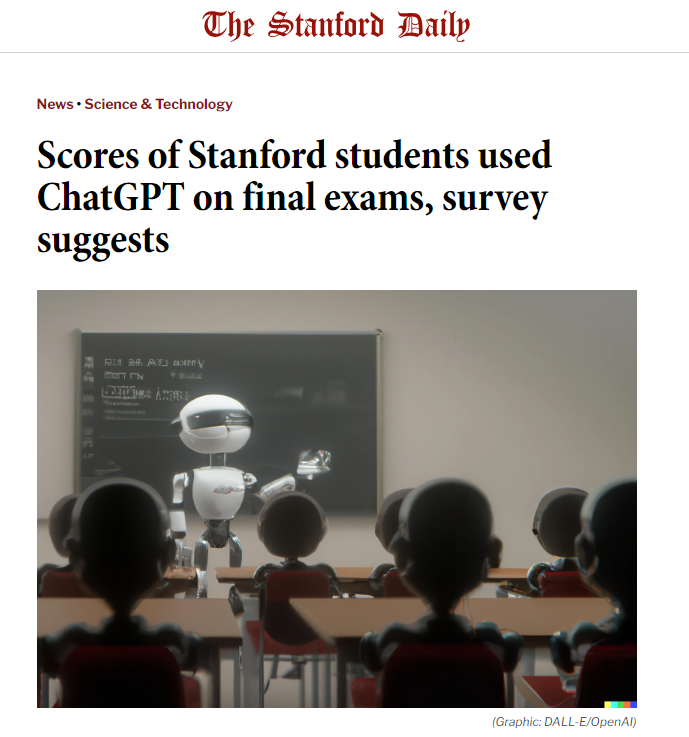 The Stanford Daily
News • Science & Technology
Scores of Stanford students used
ChatGPT on final exams, survey
suggests
(Graphic: DALL-E/OpenAI)